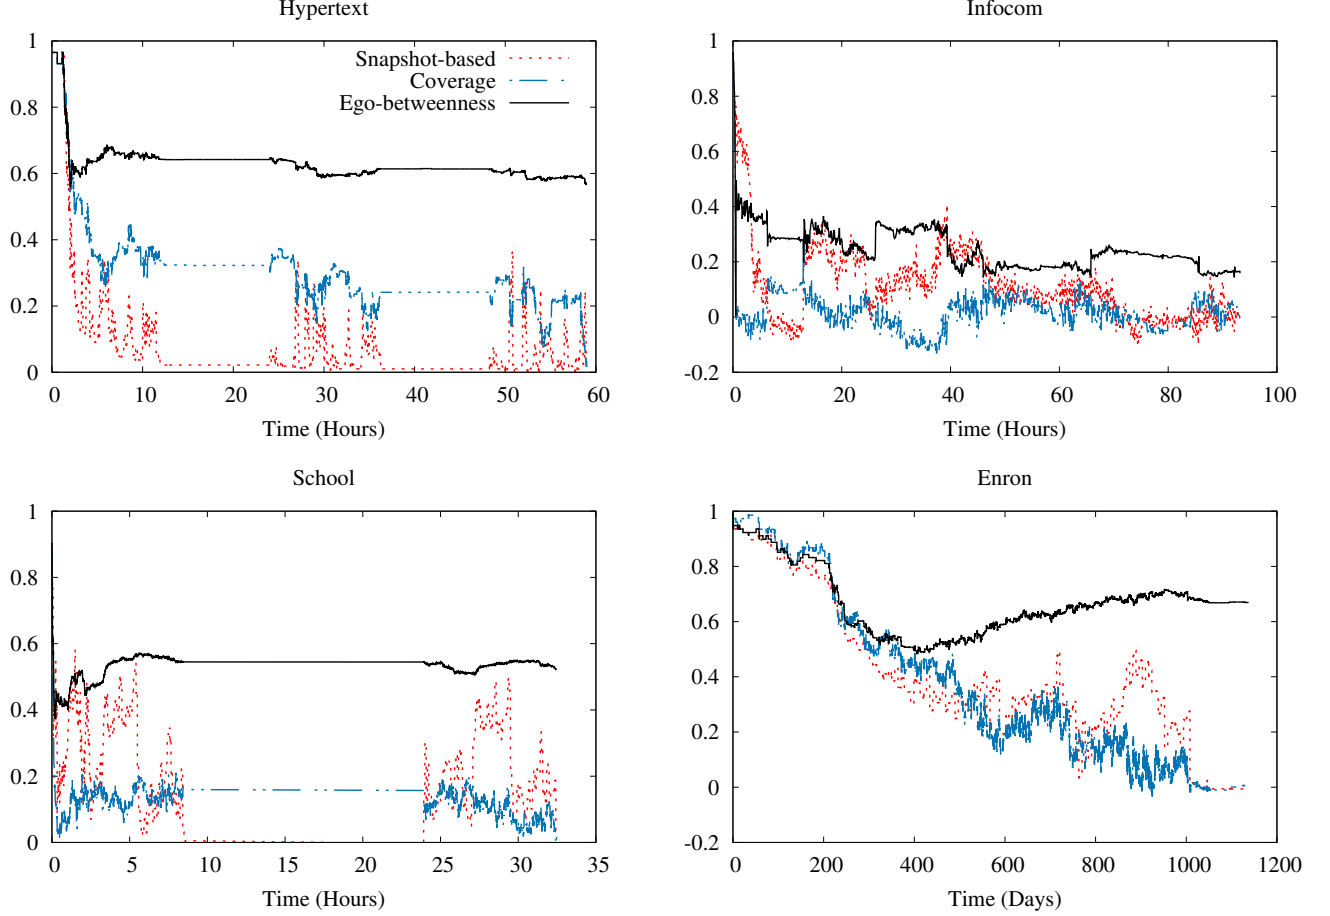 Hypertext
1
0.8
0.6
0.4
0.2
0
0 10 20 30 40 50 60
Time (Hours)
Snapshot-based
Coverage
Ego-betweenness
Infocom
1
0.8
0.6
0.4
0.2
0
-0.2
0 20 40 60 80 100
Time (Hours)
School
1
0.8
0.6
0.4
0.2
0
0 5 10 15 20 25 30 35
Time (Hours)
Enron
1
0.8
0.6
0.4
0.2
0
-0.2
0 200 400 600 800 1000 1200
Time (Days)